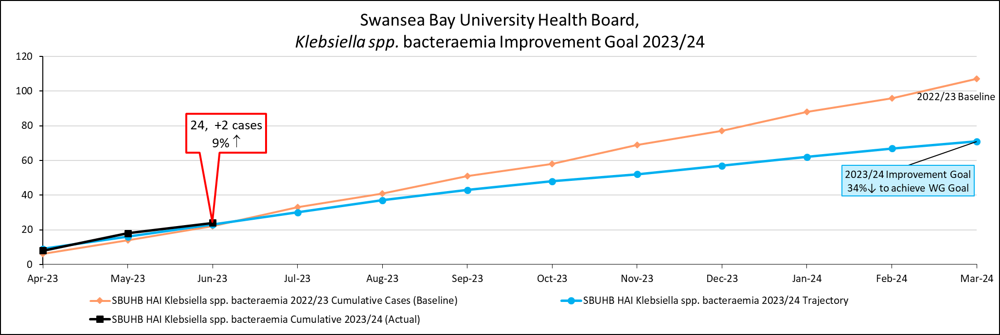 Swansea Bay University Health Board,
Klebsiella spp. bacteraemia Improvement Goal 2023/24
120
100
80
60
40
20
0
24,  +2 cases
9% ↑
2022/23 Baseline
2023/24 Improvement Goal
34%↓ to achieve WG Goal
Apr-23 May-23 Jun-23 Jul-23 Aug-23 Sep-23 Oct-23 Nov-23 Dec-23 Jan-24 Feb-24 Mar-24
SBUHB HAI Klebsiella spp. bacteraemia 2022/23 Cumulative Cases (Baseline)
SBUHB HAI Klebsiella spp. bacteraemia 2023/24 Trajectory
SBUHB HAI Klebsiella spp. bacteraemia Cumulative 2023/24 (Actual)